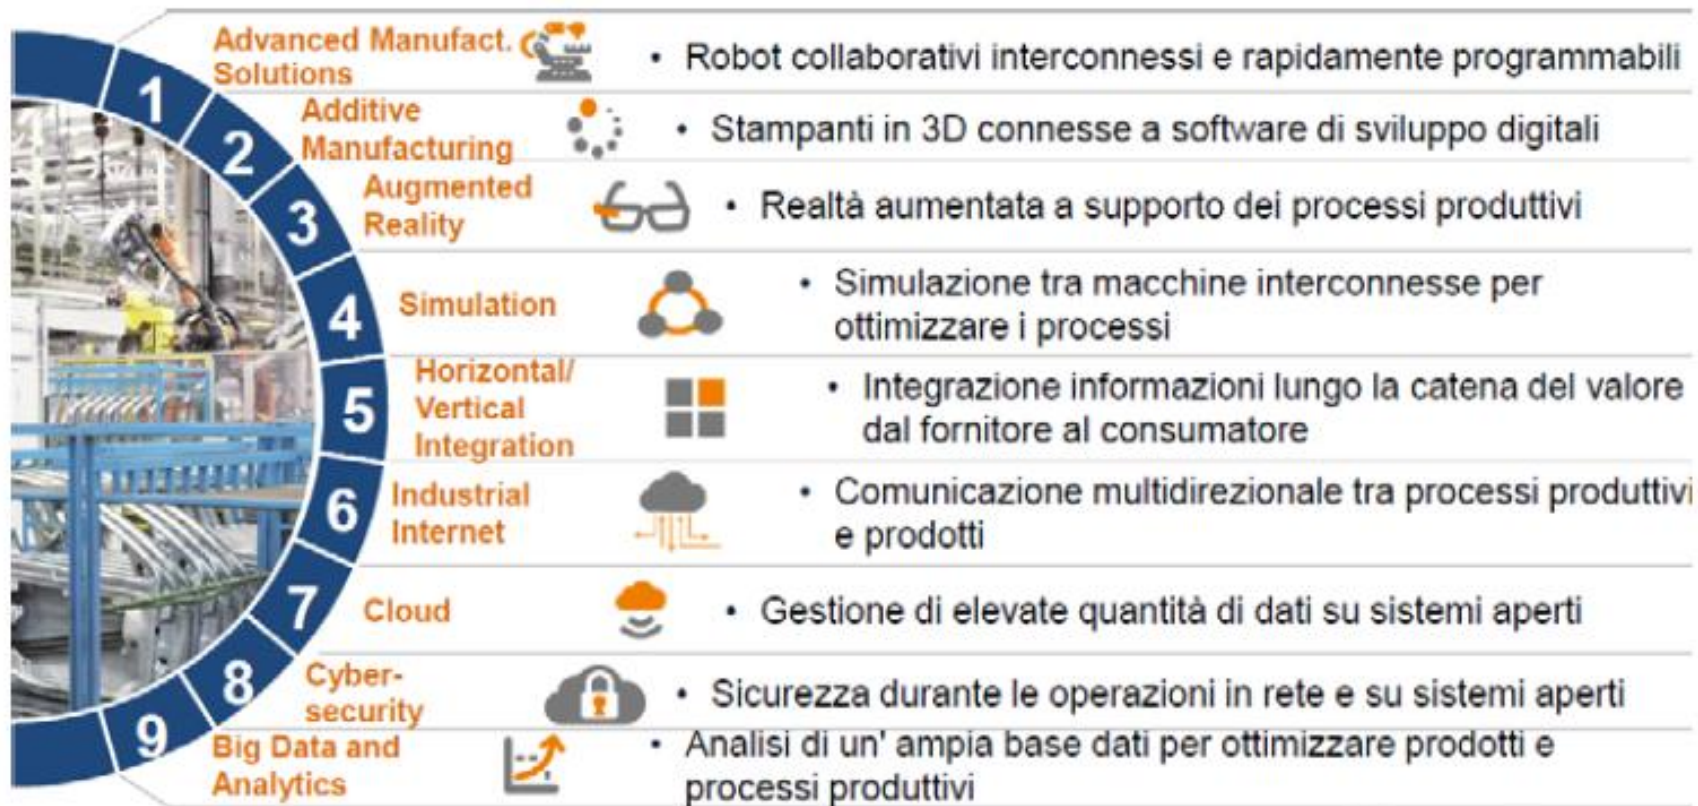 1
Advanced Manufact.
Solutions
• Robot collaborativi interconnessi e rapidamente programmabili
2
Additive
Manufacturing
• Stampanti in 3D connesse a software di sviluppo digitali
3
Augmented
Reality
• Realtà aumentata a supporto dei processi produttivi
4
Simulation
• Simulazione tra macchine interconnesse per
ottimizzare i processi
5
Horizontal/
Vertical
Integration
• Integrazione informazioni lungo la catena del valore
dal fornitore al consumatore
6
Industrial
Internet
• Comunicazione multidirezionale tra processi produttivi
e prodotti
7
Cloud
• Gestione di elevate quantità di dati su sistemi aperti
8
Cyber-
security
• Sicurezza durante le operazioni in rete e su sistemi aperti
9
Big Data and
Analytics
• Analisi di un' ampia base dati per ottimizzare prodotti e
processi produttivi